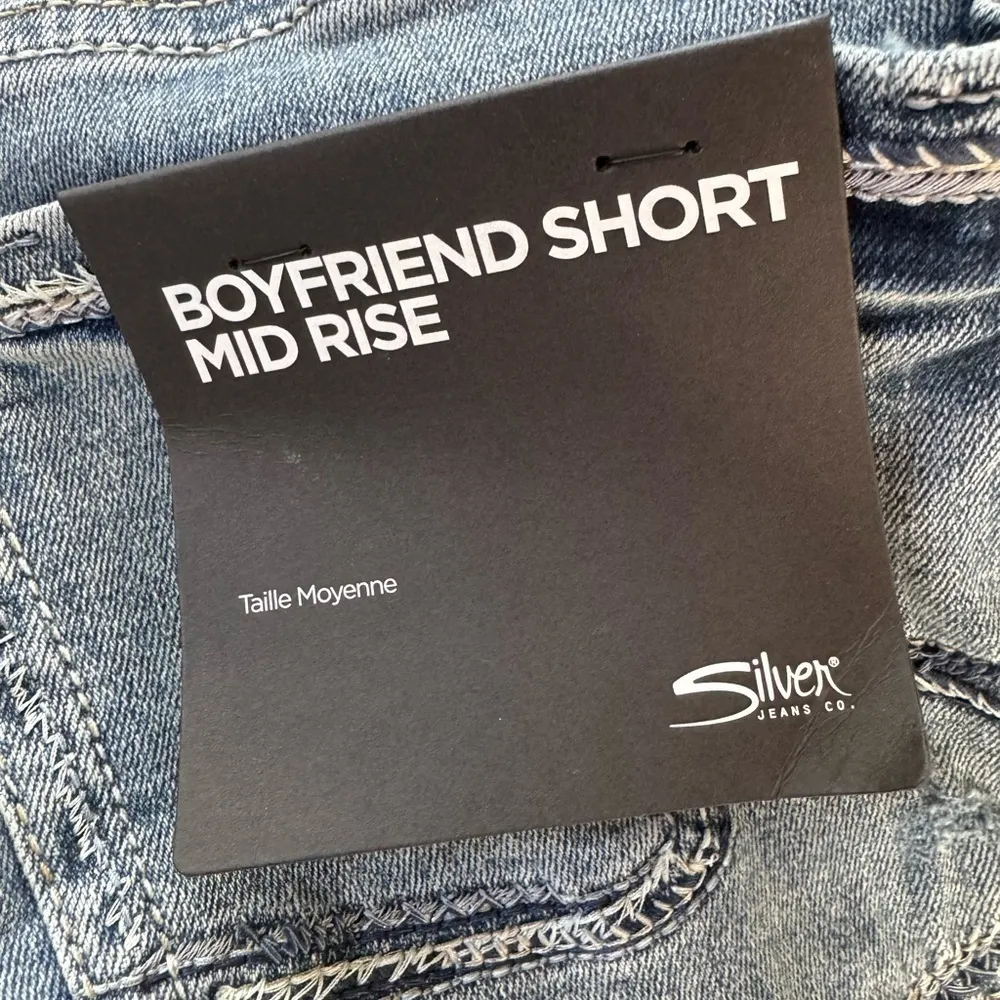 BOYFRIEND SHORT
MID RISE
Taille Moyenne
Silver®
JEANS CO.